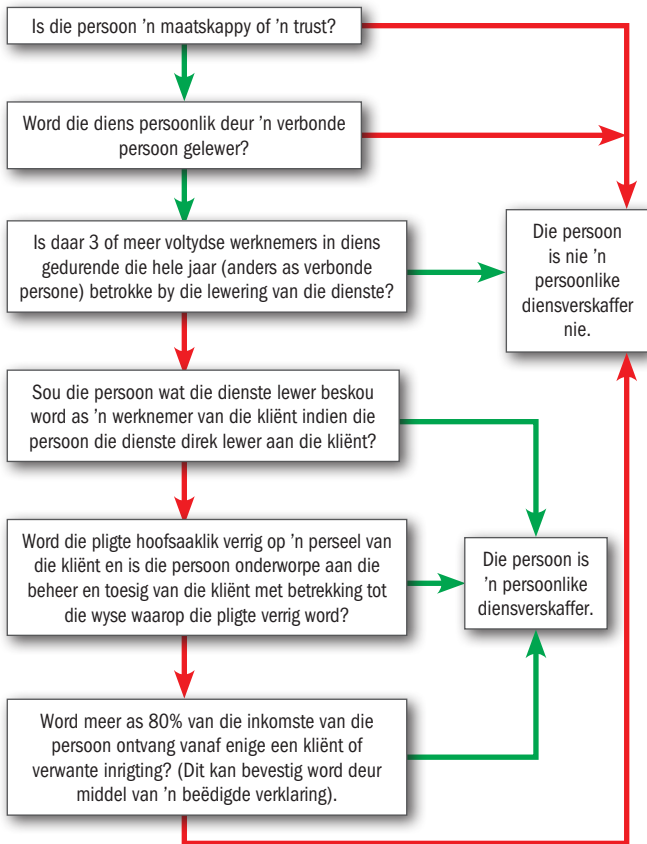 Is die persoon 'n maatskappy of 'n trust?
Word die diens persoonlik deur 'n verbonde
persoon gelewer?
Is daar 3 of meer voltydse werknemers in diens
gedurende die hele jaar (anders as verbonde
persone) betrokke by die lewering van die dienste?
Die persoon
is nie 'n
persoonlike
diensverskaffer
nie.
Sou die persoon wat die dienste lewer beskou
word as 'n werknemer van die kliënt indien die
persoon die dienste direk lewer aan die kliënt?
Word die pligte hoofsaaklik verrig op 'n perseel van
die kliënt en is die persoon onderworpe aan die
beheer en toesig van die kliënt met betrekking tot
die wyse waarop die pligte verrig word?
Die persoon is
'n persoonlike
diensverskaffer.
Word meer as 80% van die inkomste van die
persoon ontvang vanaf enige een kliënt of
verwante inrigting? (Dit kan bevestig word deur
middel van 'n beëdigde verklaring).